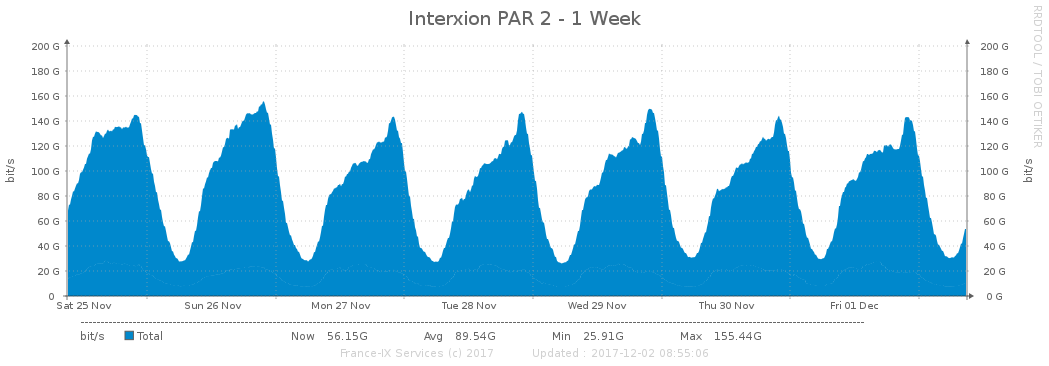 Interxion PAR 2 - 1 Week
RRDTOOL / TOBI OETIKER
bit/s
200 G 200 G
180 G 180 G
160 G 160 G
140 G 140 G
120 G 120 G
100 G 100 G
80 G 80 G
60 G 60 G
40 G 40 G
20 G 20 G
0 0 G
bit/s
Sat 25 Nov Sun 26 Nov Mon 27 Nov Tue 28 Nov Wed 29 Nov Thu 30 Nov Fri 01 Dec
bit/s Total Now 56.15G Avg 89.54G Min 25.91G Max 155.44G
France-IX Services (c) 2017 Updated : 2017-12-02 08:55:06